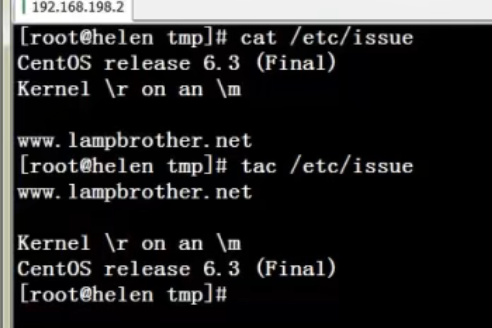 192.168.198.2
[root@helen tmp]# cat /etc/issue
CentOS release 6.3 (Final)
Kernel \r on an \m
www.lampbrother.net
[root@helen tmp]# tac /etc/issue
www.lampbrother.net
Kernel \r on an \m
CentOS release 6.3 (Final)
[root@helen tmp]#